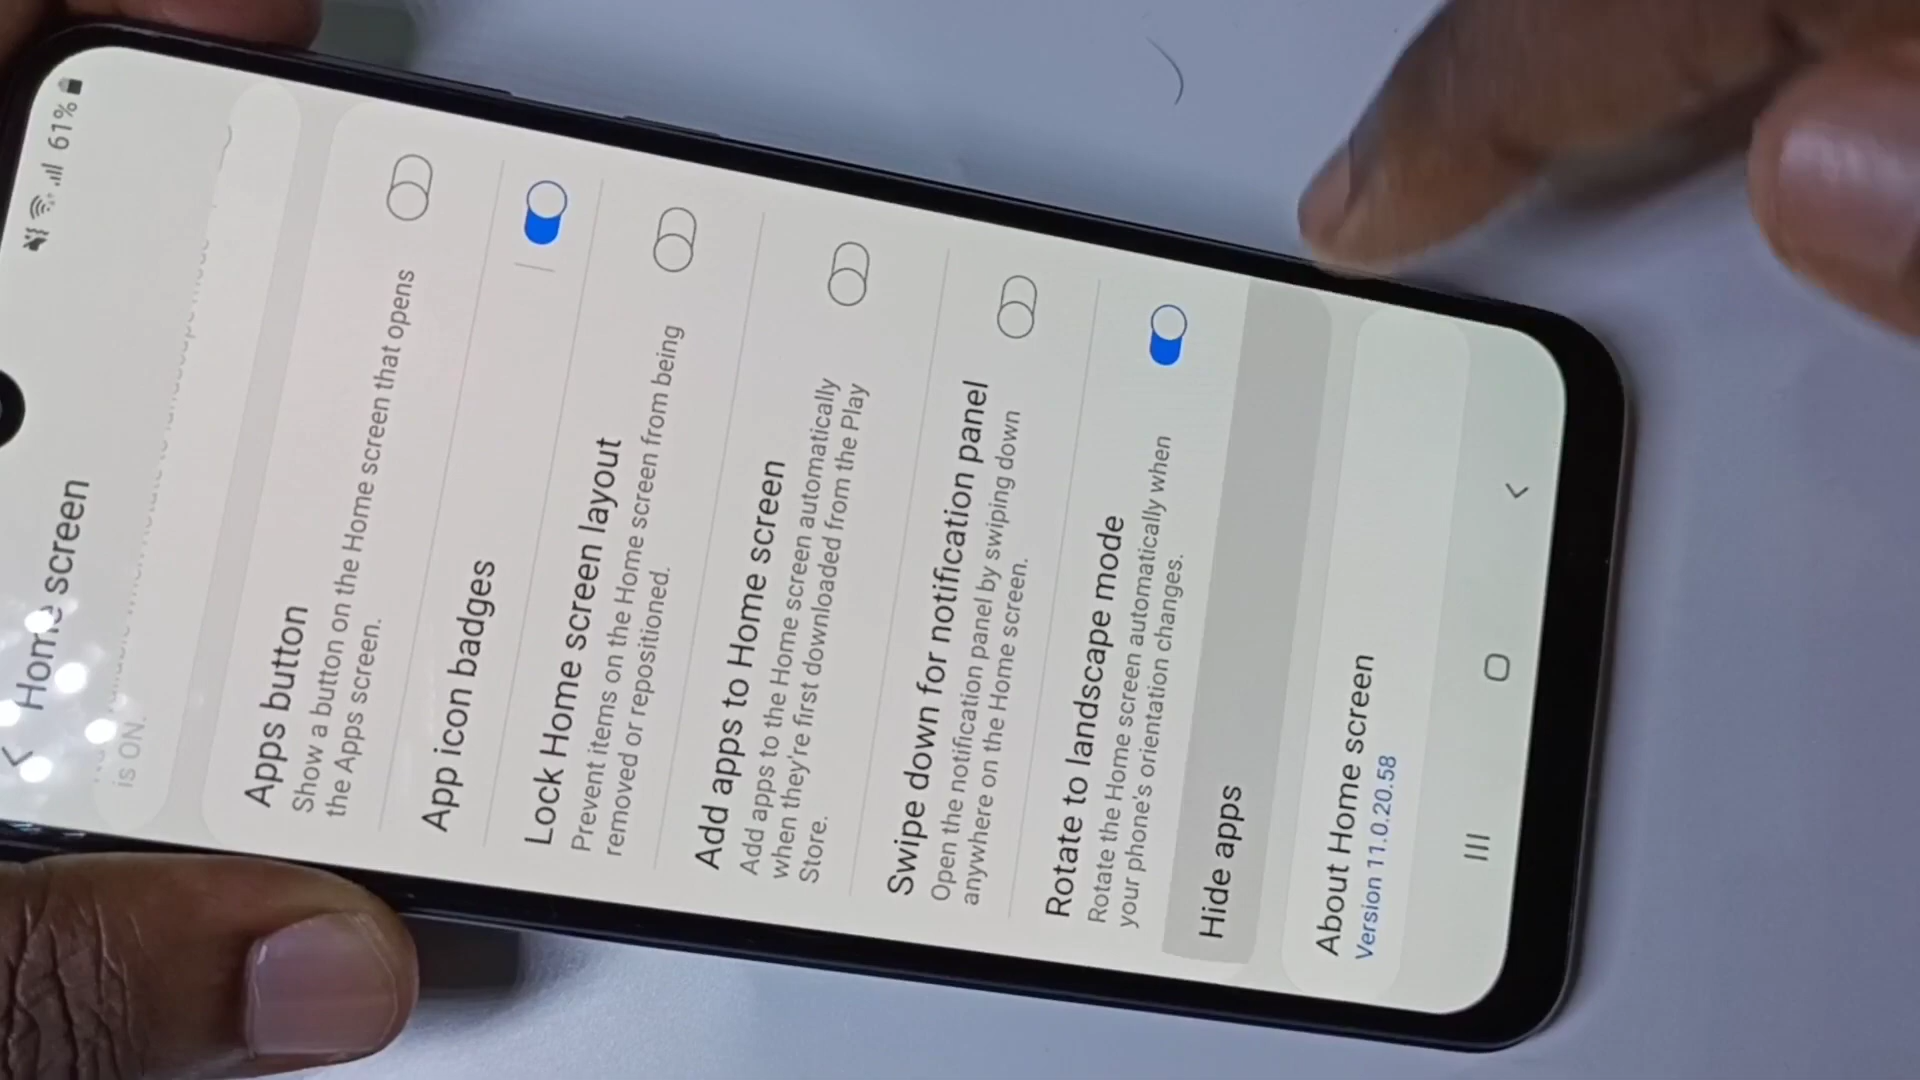 61%
Home screen
is ON.
Apps button
Show a button on the Home screen that opens
the Apps screen.
App icon badges
Lock Home screen layout
Prevent items on the Home screen from being
removed or repositioned.
Add apps to Home screen
Add apps to the Home screen automatically
when they're first downloaded from the Play
Store.
Swipe down for notification panel
Open the notification panel by swiping down
anywhere on the Home screen.
Rotate to landscape mode
Rotate the Home screen automatically when
your phone's orientation changes.
Hide apps
About Home screen
Version 11.0.20.58